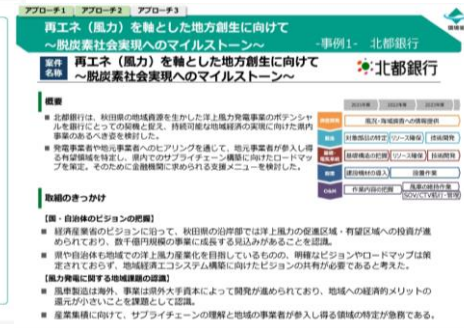 アプローチ1 アプローチ2 アプローチ3
再エネ（風力）を軸とした地方創生に向けて
～脱炭素社会実現へのマイルストーン～
-事例1- 北都銀行
環境省
案件名称
再エネ（風力）を軸とした地方創生に向けて
～脱炭素社会実現へのマイルストーン～
北都銀行
概要
■ 北都銀行は、秋田県の地域資源を生かした洋上風力発電事業のポテンシャ
ルを銀行にとっての契機と捉え、持続可能な地域経済の実現に向けた県内
事業のあるべき姿を検討した。
■ 発電事業者や地元事業者へのヒアリングを通じて、地元事業者が参入し得
る有望領域を特定し、県内でのサプライチェーン構築に向けたロードマッ
プを策定。そのために金融機関に求められる支援メニューを検討した。
風況・地域資源への情報提供
対象部品の特定 リソース確保 技術開発
基礎構造の把握 リソース確保 技術開発
建設機材の導入 設置作業
O&M
作業内容の把握
風車の維持作業
取組のきっかけ
【国・自治体のビジョンの把握】
■ 経済産業省のビジョンに沿って、秋田県の沿岸部では洋上風力の促進区域・有望区域への投資が進
められており、数千億円規模の事業に成長する見込みがあることを認識。
■ 県や自治体も地域での洋上風力産業化を目指しているものの、明確なビジョンやロードマップは策
定されておらず、地域経済エコシステム構築に向けたビジョンの共有が必要であると考えた。
【風力発電に関する地域課題の認識】
■ 風車製造は海外、事業は県外大手資本によって開発が進められており、地域への経済的メリットの
還元が小さいことを課題として認識。
■ 産業集積に向けて、サプライチェーンの理解と地域の事業者が参入し得る領域の特定が急務である。